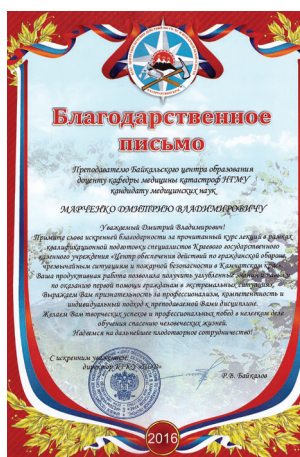 Благодарственное
письмо
Преподавателю Байкальского центра образования
доценту кафедры медицины катастроф ИГМУ
кандидату медицинских наук
МАРЧЕНКО ДМИТРИЮ ВЛАДИМИРОВИЧУ
Уважаемый Дмитрий Владимирович!
Примите слова искренней благодарности за прочитанный курс лекций в рамках
квалификационной подготовки специалистов Краевого государственного
казенного учреждения «Центр обеспечения действий по гражданской обороне,
чрезвычайным ситуациям и пожарной безопасности в Камчатском крае».
Ваша продуктивная работа позволила получить углубленные знания и навыки
по оказанию первой помощи гражданам в экстремальных ситуациях.
Выражаем Вам признательность за профессионализм, компетентность и
индивидуальный подход к преподаваемой Вами дисциплине.
Желаем Вам творческих успехов и профессиональных побед в нелегком деле
обучения спасению человеческих жизней.
Надеемся на дальнейшее плодотворное сотрудничество!
С искренним уважением,
директор КГКУ «ЦОД»
Р.В. Байкалов
2016